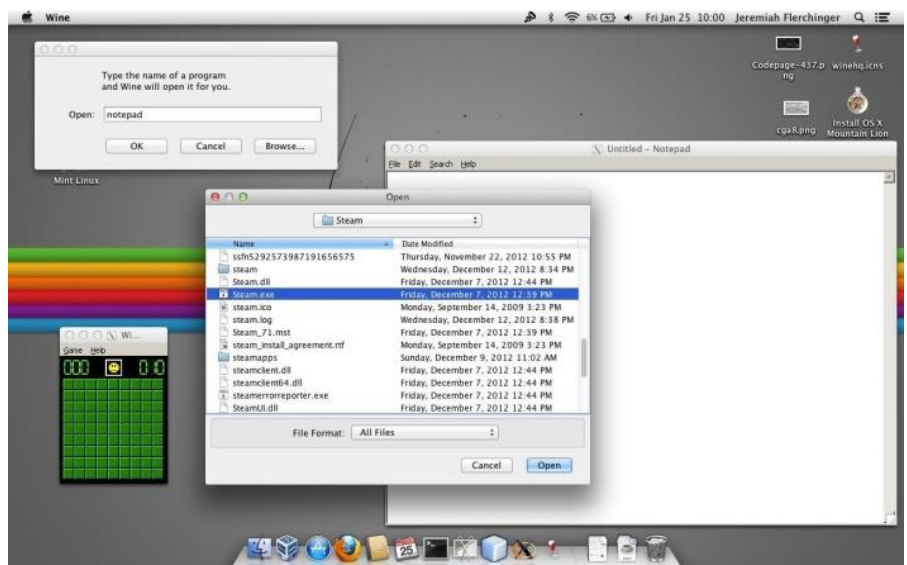 Wine
6%
Fri Jan 25 10:00
Jeremiah Flerchinger
Type the name of a program
and Wine will open it for you.
Open:
notepad
OK
Cancel
Browse...
Mint Linux
Codepage-437.p
ng
winehq.icns
cga8.png
Install OS X
Mountain Lion
Untitled - Notepad
File Edit Search Help
Open
Steam
Name Date Modified
ssfn5292573987191656575 Thursday, November 22, 2012 10:55 PM
steam Wednesday, December 12, 2012 8:34 PM
Steam.dll Friday, December 7, 2012 12:44 PM
Steam.exe Friday, December 7, 2012 12:39 PM
steam.ico Monday, September 14, 2009 3:23 PM
steam.log Wednesday, December 12, 2012 8:38 PM
Steam_71.mst Friday, December 7, 2012 12:39 PM
steam_install_agreement.rtf Monday, September 14, 2009 3:23 PM
steamapps Sunday, December 9, 2012 11:02 AM
steamclient.dll Friday, December 7, 2012 12:44 PM
steamclient64.dll Friday, December 7, 2012 12:44 PM
steamerrorreporter.exe Friday, December 7, 2012 12:44 PM
SteamUI.dll Friday, December 7, 2012 12:44 PM
File Format: All Files
Cancel
Open
Wi...
Game Help
000
010
25